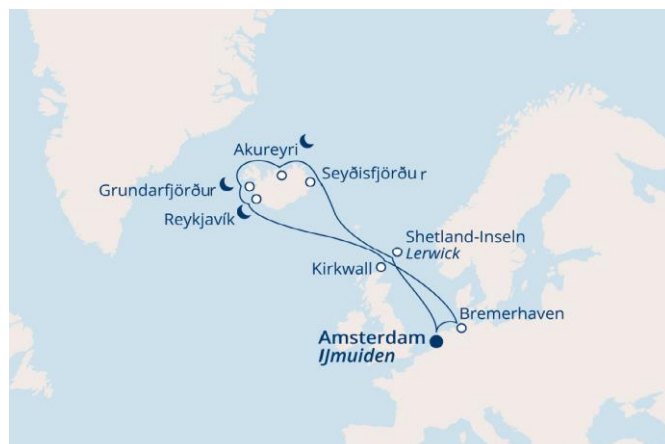 Akureyri
Seyðisfjörðu r
Grundarfjörður
Reykjavík
Shetland-Inseln
Lerwick
Kirkwall
Bremerhaven
Amsterdam
IJmuiden